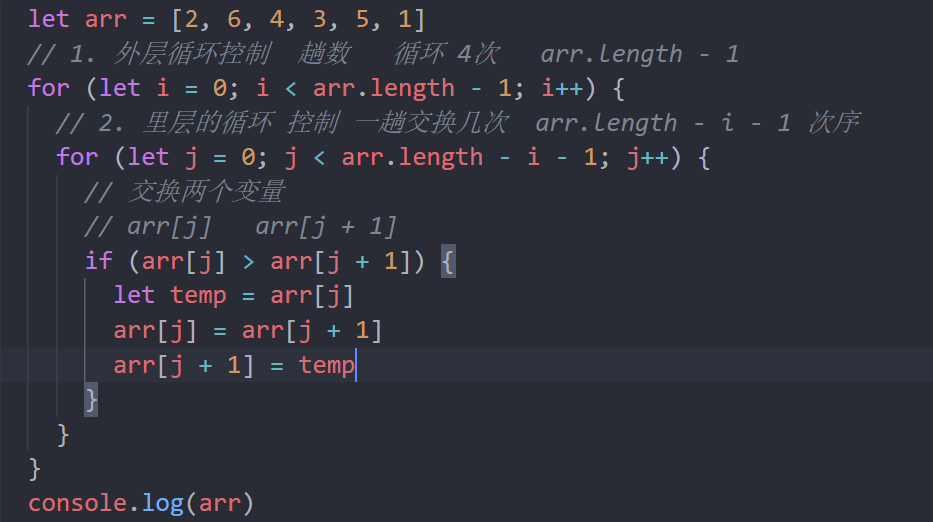 let arr = [2, 6, 4, 3, 5, 1]
// 1. 外层循环控制  趟数   循环 4次   arr.length - 1
for (let i = 0; i < arr.length - 1; i++) {
  // 2. 里层的循环 控制 一趟交换几次  arr.length - i - 1 次序
  for (let j = 0; j < arr.length - i - 1; j++) {
    // 交换两个变量
    // arr[j]   arr[j + 1]
    if (arr[j] > arr[j + 1]) {
      let temp = arr[j]
      arr[j] = arr[j + 1]
      arr[j + 1] = temp
    }
  }
}
console.log(arr)